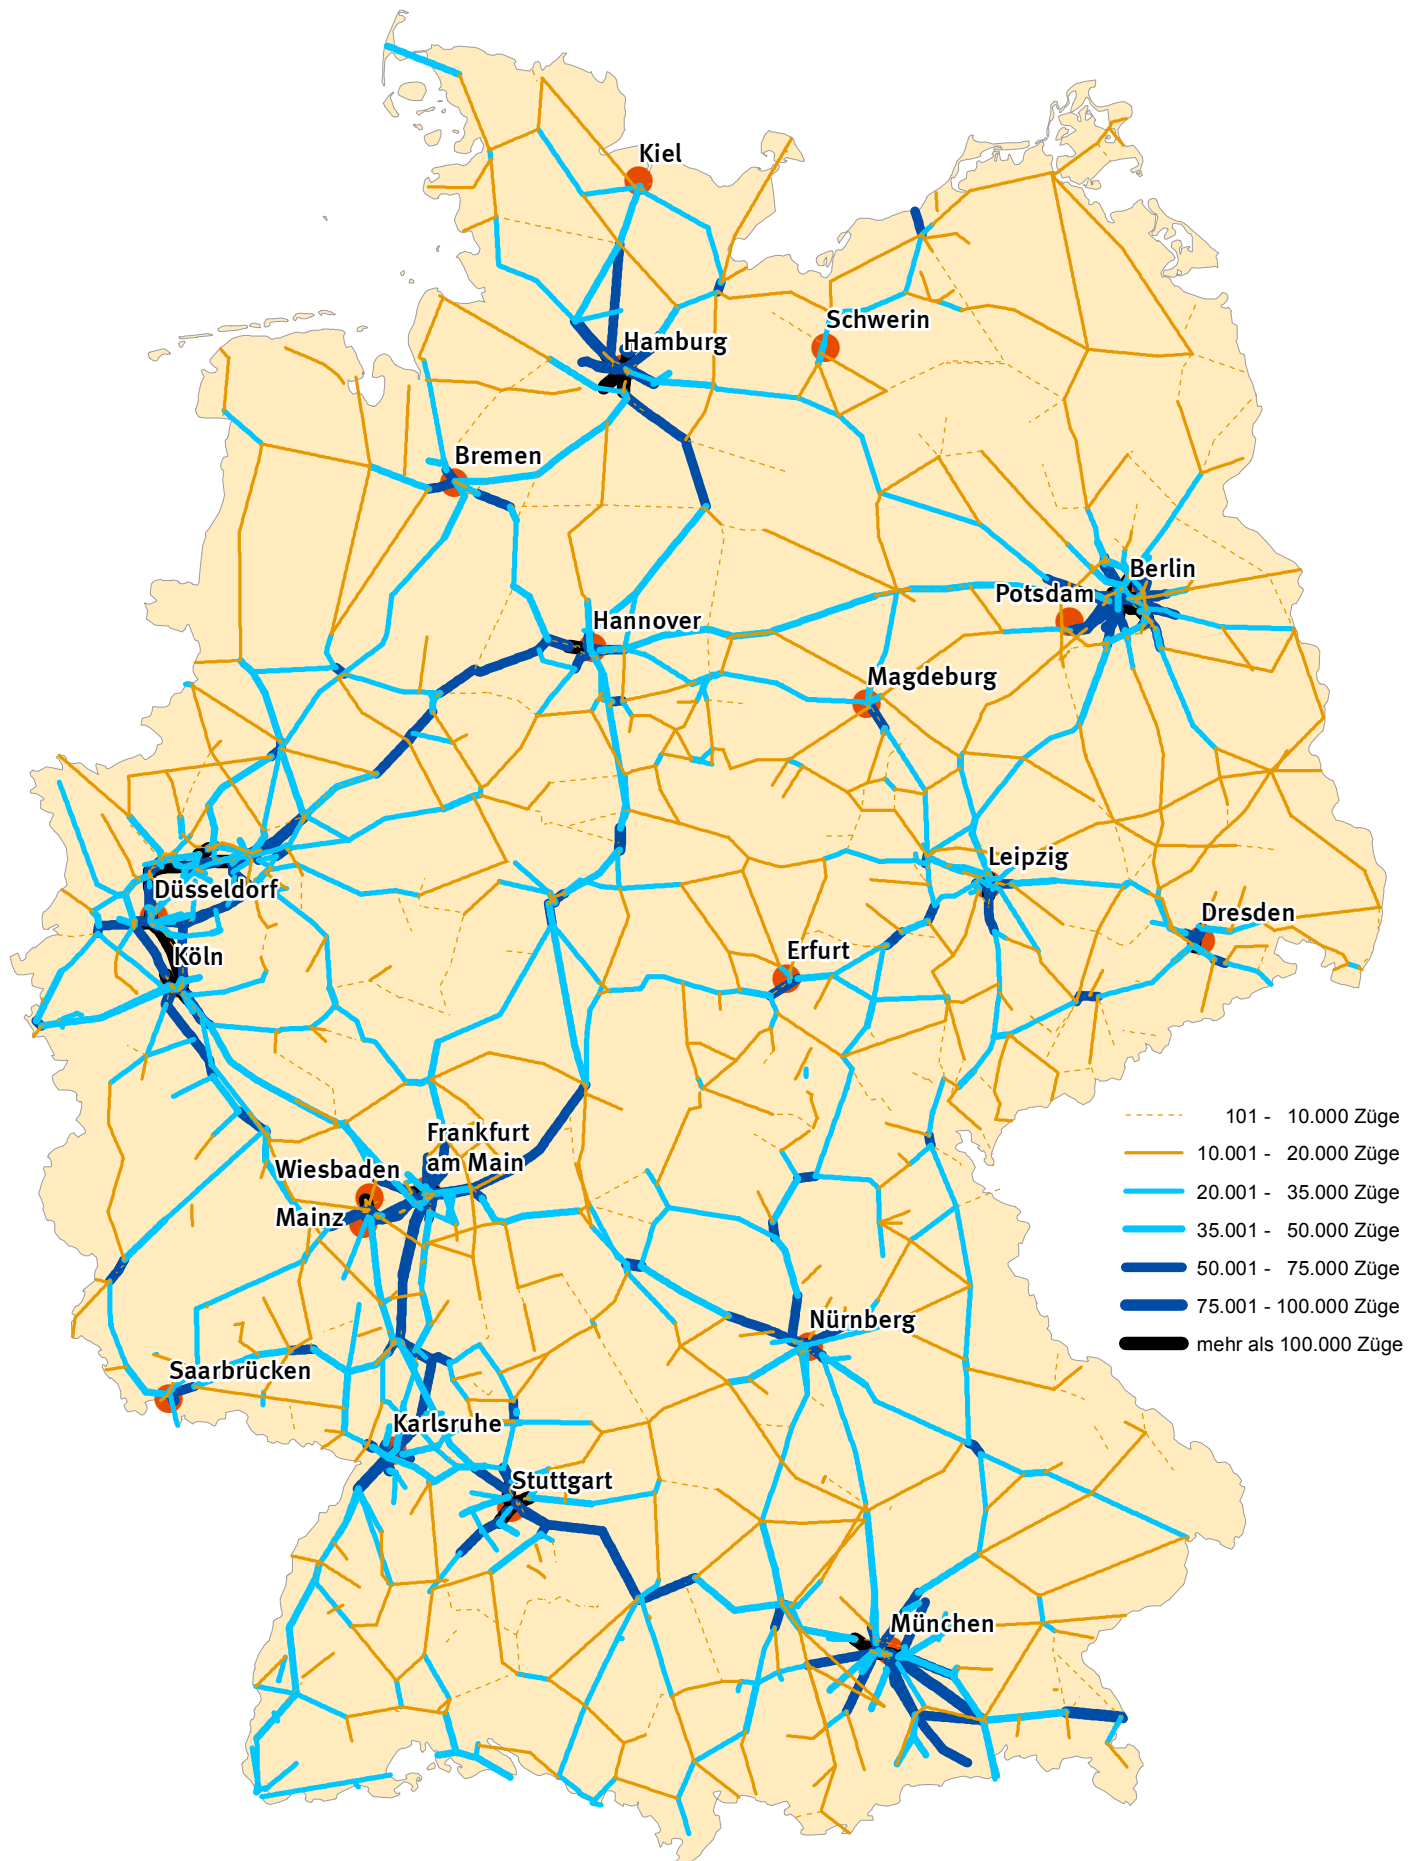 Kiel
Schwerin
Hamburg
Bremen
Berlin
Potsdam
Hannover
Magdeburg
Leipzig
Düsseldorf
Dresden
Köln
Erfurt
101 - 10.000 Züge
Frankfurt
am Main
10.001 - 20.000 Züge
Wiesbaden
20.001 - 35.000 Züge
Mainz
35.001 - 50.000 Züge
50.001 - 75.000 Züge
75.001 - 100.000 Züge
Nürnberg
mehr als 100.000 Züge
Saarbrücken
Karlsruhe
Stuttgart
München